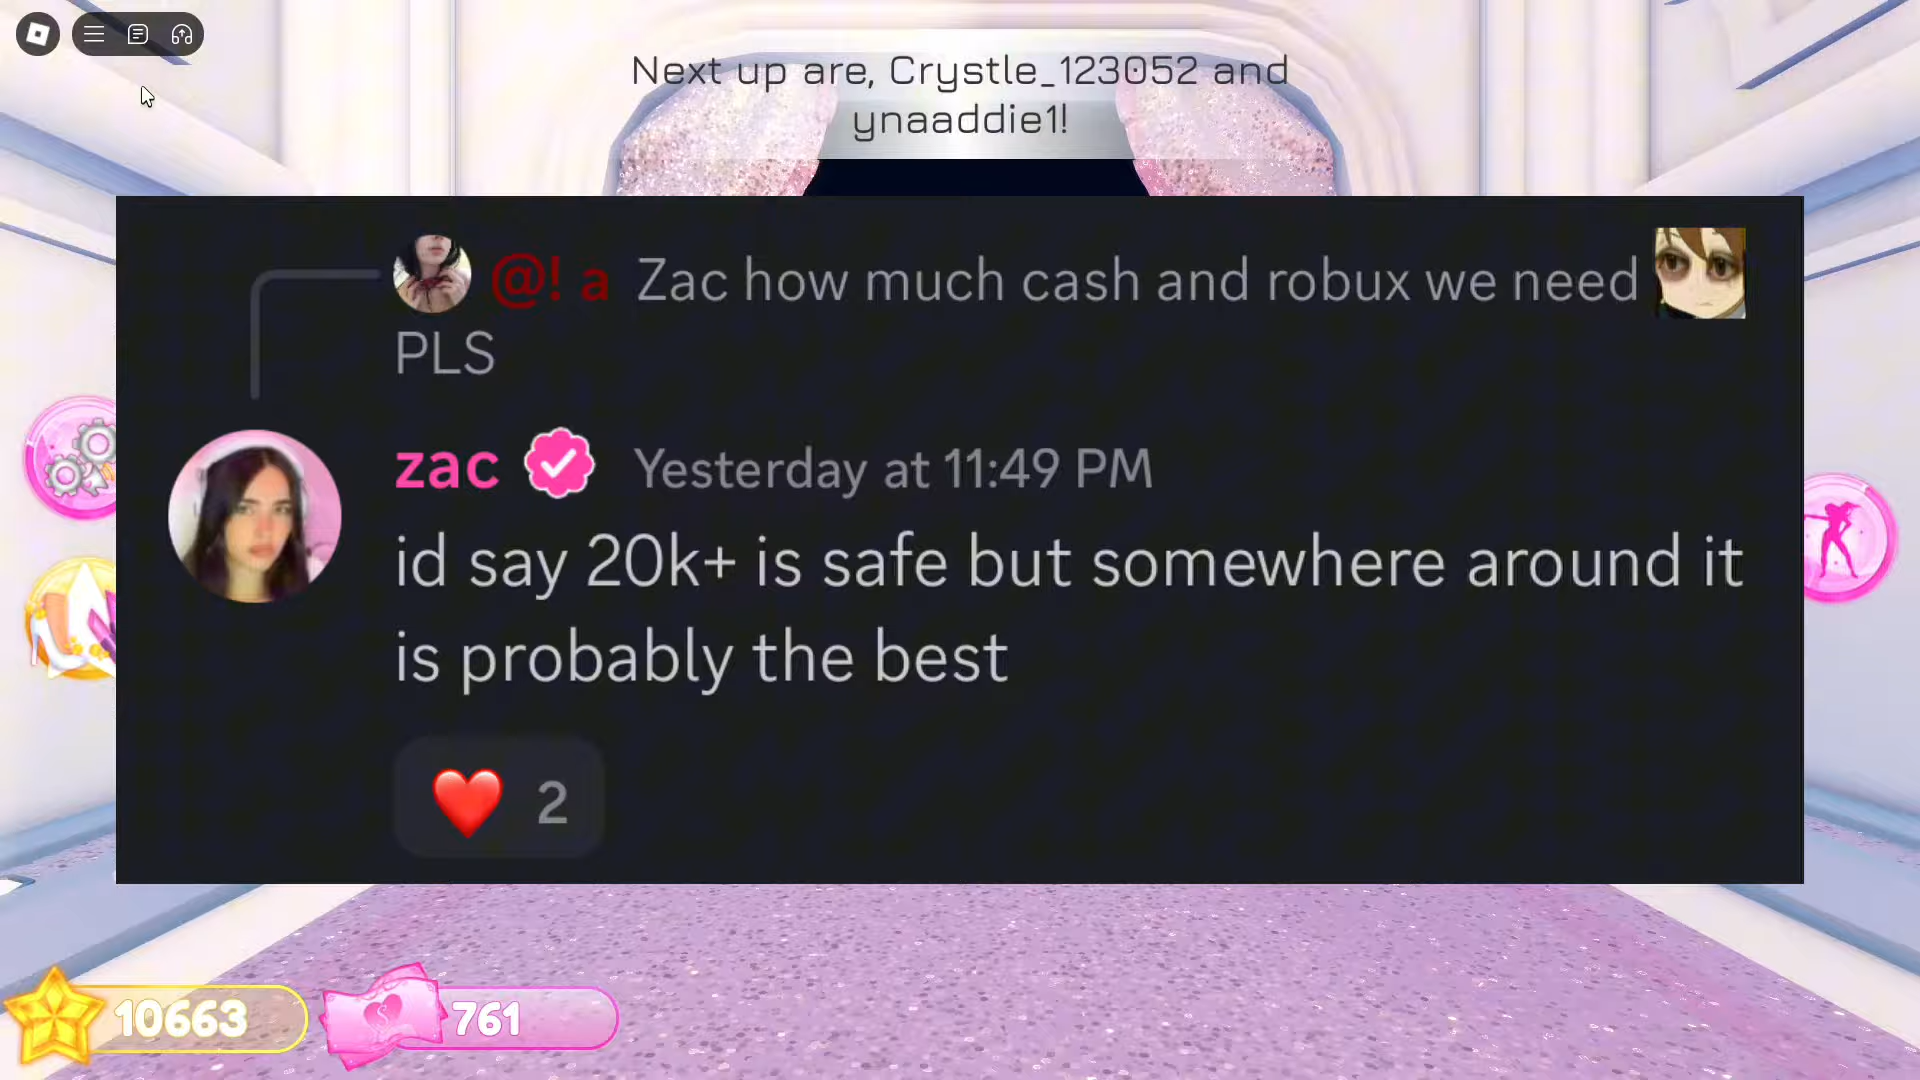 Next up are, Crystle_123052 and
ynaaddie1!
@! a Zac how much cash and robux we need
PLS
zac Yesterday at 11:49 PM
id say 20k+ is safe but somewhere around it
is probably the best
2
10663
761